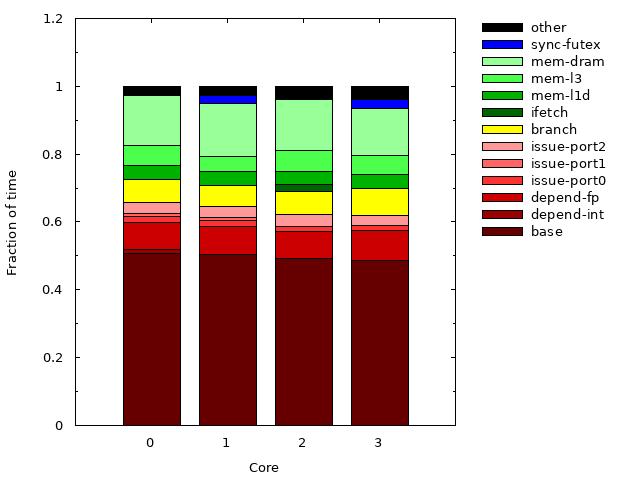 1.2
1
0.8
0.6
0.4
0.2
0
Fraction of time
0 1 2 3
Core
other
sync-futex
mem-dram
mem-l3
mem-l1d
ifetch
branch
issue-port2
issue-port1
issue-port0
depend-fp
depend-int
base